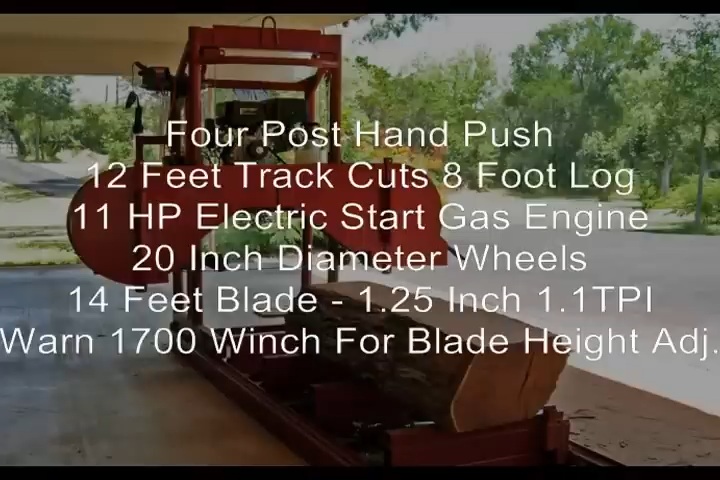 Four Post Hand Push
12 Feet Track Cuts 8 Foot Log
11 HP Electric Start Gas Engine
20 Inch Diameter Wheels
14 Feet Blade - 1.25 Inch 1.1TPI
Warn 1700 Winch For Blade Height Adj.